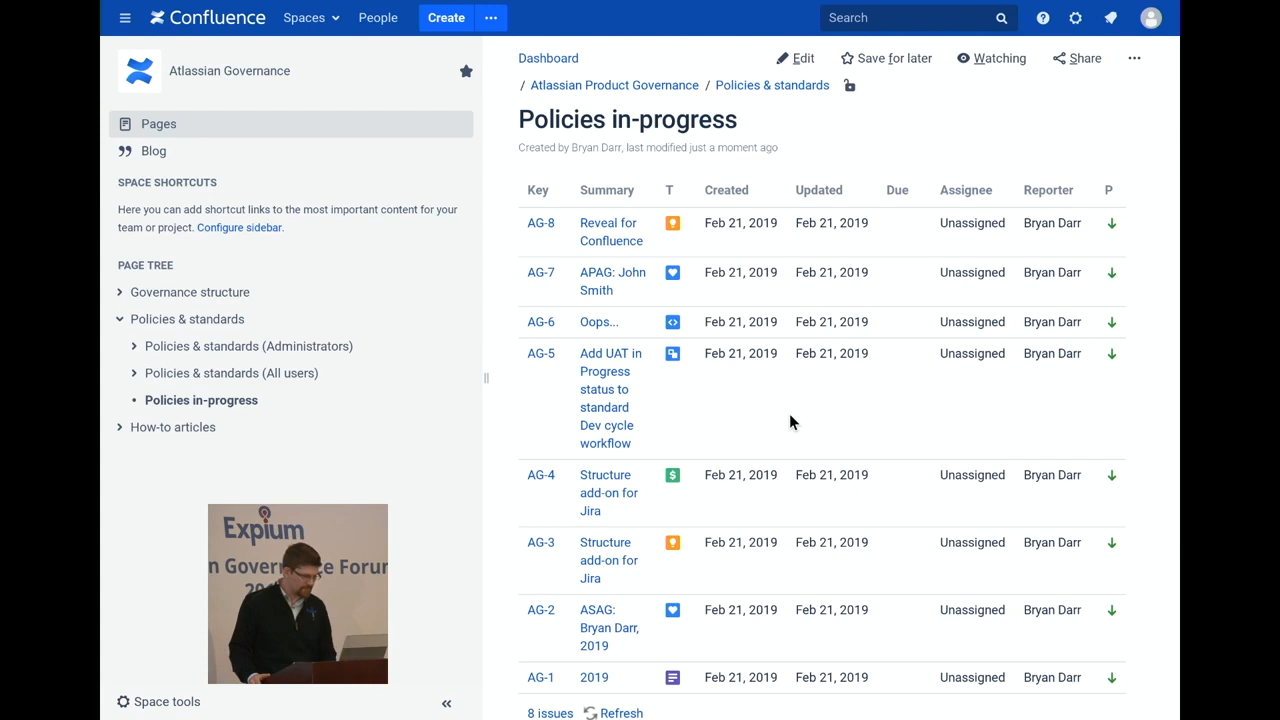 Confluence Spaces People Create Search
Atlassian Governance
Pages
Blog
SPACE SHORTCUTS
Here you can add shortcut links to the most important content for your
team or project. Configure sidebar.
PAGE TREE
Governance structure
Policies & standards
Policies & standards (Administrators)
Policies & standards (All users)
Policies in-progress
How-to articles
Expium
n Gover Forur
20
Space tools
Dashboard Edit Save for later Watching Share
/ Atlassian Product Governance / Policies & standards
Policies in-progress
Created by Bryan Darr, last modified just a moment ago
Key Summary T Created Updated Due Assignee Reporter P
AG-8 Reveal for Feb 21, 2019 Feb 21, 2019 Unassigned Bryan Darr
Confluence
AG-7 APAG: John Feb 21, 2019 Feb 21, 2019 Unassigned Bryan Darr
Smith
AG-6 Oops... Feb 21, 2019 Feb 21, 2019 Unassigned Bryan Darr
AG-5 Add UAT in Feb 21, 2019 Feb 21, 2019 Unassigned Bryan Darr
Progress
status to
standard
Dev cycle
workflow
AG-4 Structure Feb 21, 2019 Feb 21, 2019 Unassigned Bryan Darr
add-on for
Jira
AG-3 Structure Feb 21, 2019 Feb 21, 2019 Unassigned Bryan Darr
add-on for
Jira
AG-2 ASAG: Feb 21, 2019 Feb 21, 2019 Unassigned Bryan Darr
Bryan Darr,
2019
AG-1 2019 Feb 21, 2019 Feb 21, 2019 Unassigned Bryan Darr
8 issues Refresh